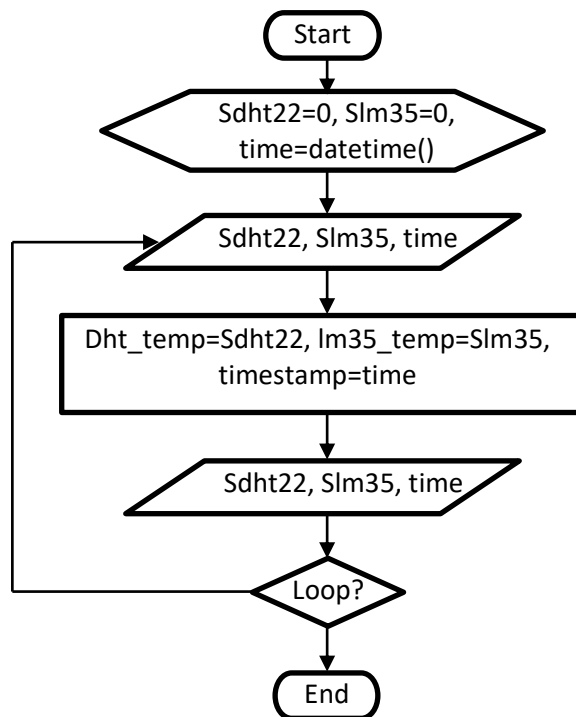 Start
Sdht22=0, Slm35=0,
time=datetime()
Sdht22, Slm35, time
Dht_temp=Sdht22, lm35_temp=Slm35,
timestamp=time
Sdht22, Slm35, time
Loop?
End